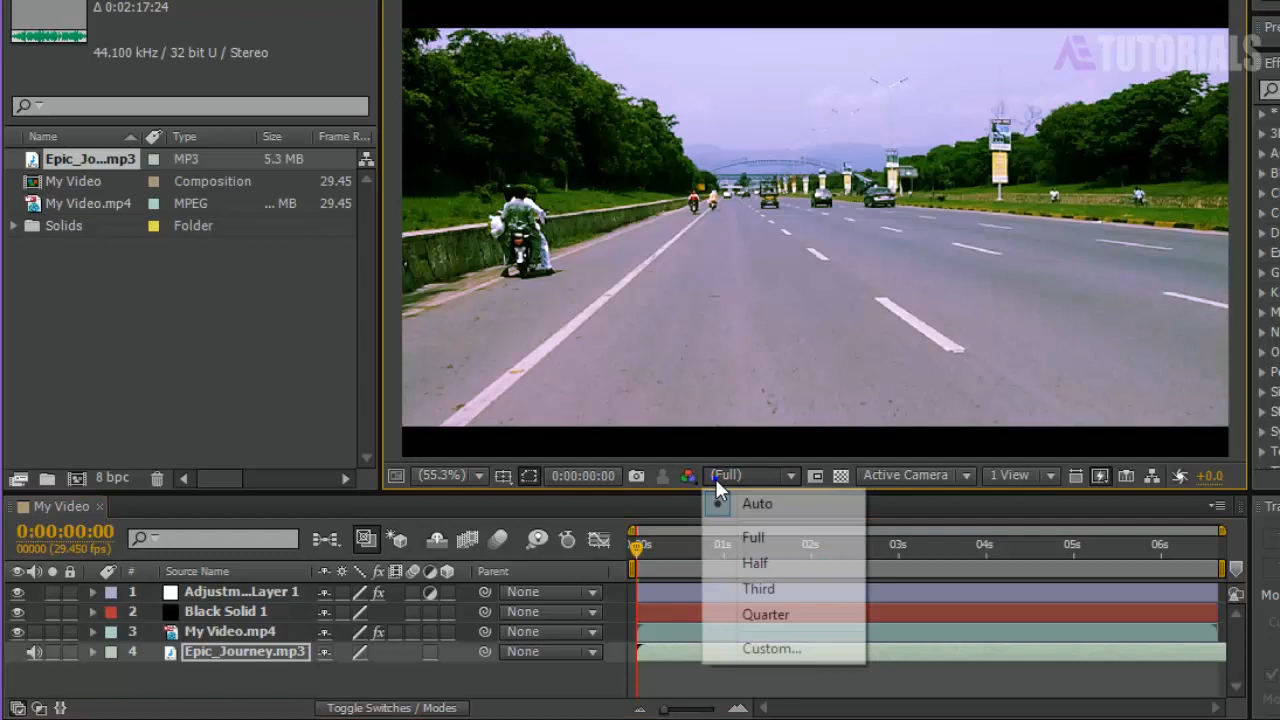 Δ 0:02:17:24
44.100 kHz / 32 bit U / Stereo
Name Type Size Frame R...
Epic_Jo...mp3 MP3 5.3 MB
My Video Composition 29.45
My Video.mp4 MPEG ... MB 29.45
Solids Folder
8 bpc
AE TUTORIALS
(55.3%) 0:00:00:00 (Full) Active Camera 1 View +0.0
Auto
Full
Half
Third
Quarter
Custom...
My Video ×
0:00:00:00
00000 (29.450 fps)
:00s 01s 02s 03s 04s 05s 06s
# Source Name fx Parent
1 Adjustm...Layer 1 fx None
2 Black Solid 1 None
3 My Video.mp4 fx None
4 Epic_Journey.mp3 None
Toggle Switches / Modes